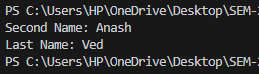 PS C:\Users\HP\OneDrive\Desktop\SEM-
Second Name: Anash
Last Name: Ved
PS C:\Users\HP\OneDrive\Desktop\SEM-